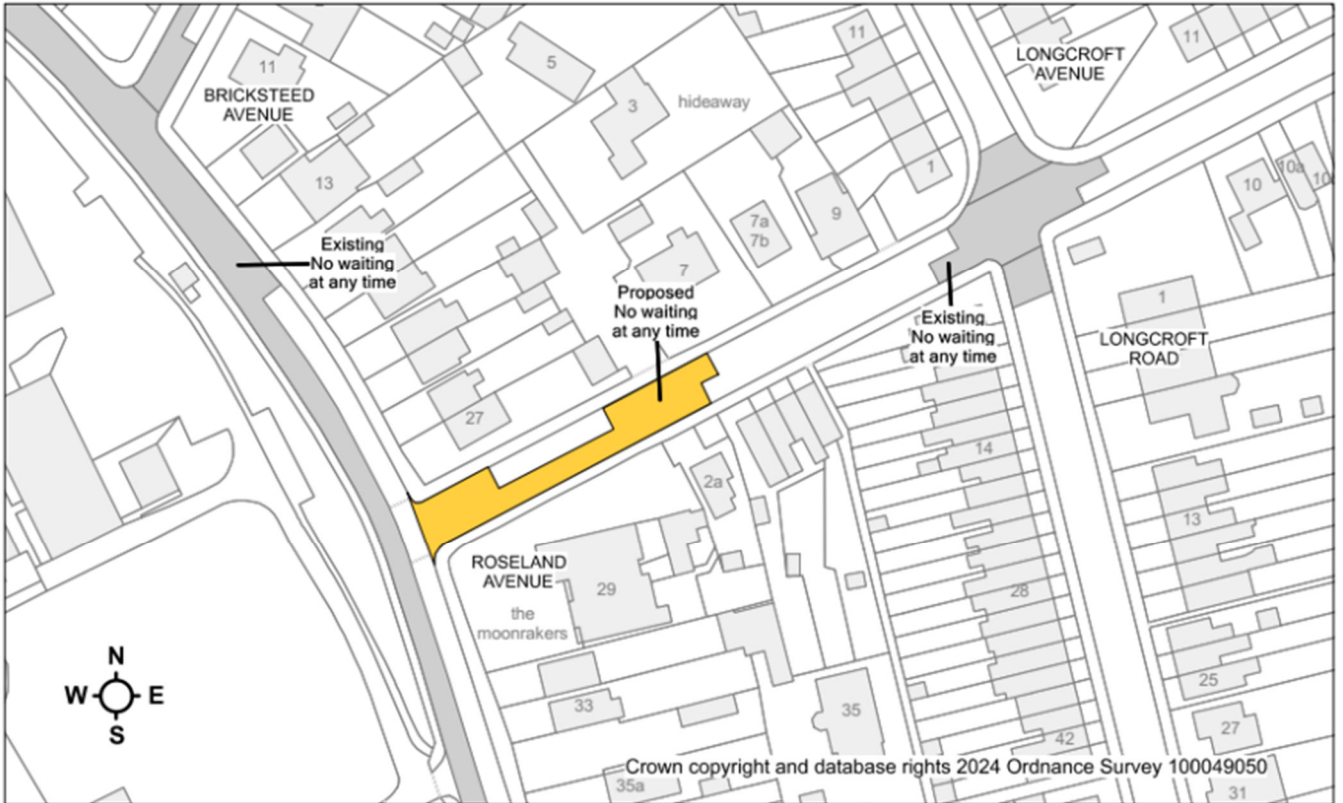 11
BRICKSTEED
AVENUE
13
5
3
hideaway
11
1
LONGCROFT
AVENUE
11
10
10a
Existing
No waiting
at any time
7a
7b
9
7
Proposed
No waiting
at any time
Existing
No waiting
at any time
1
LONGCROFT
ROAD
27
2a
14
13
ROSELAND
AVENUE
29
the
moonrakers
28
25
33
35
27
42
35a
31
N
W E
S
Crown copyright and database rights 2024 Ordnance Survey 100049050